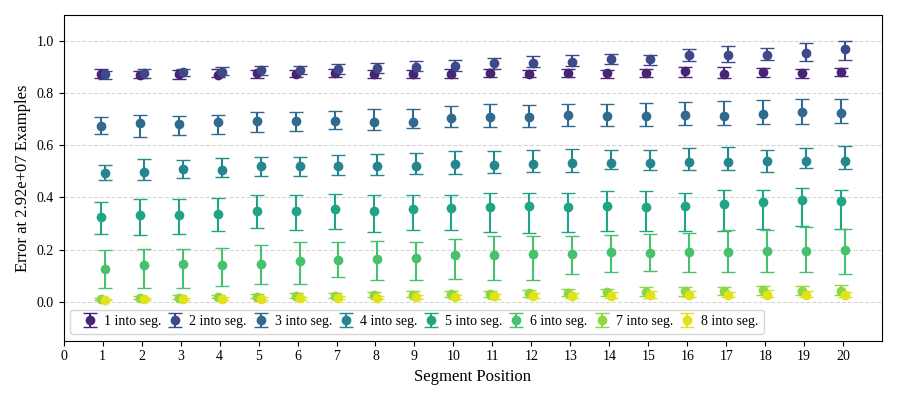 Error at 2.92e+07 Examples
1.0
0.8
0.6
0.4
0.2
0.0
1 into seg. 2 into seg. 3 into seg. 4 into seg. 5 into seg. 6 into seg. 7 into seg. 8 into seg.
0 1 2 3 4 5 6 7 8 9 10 11 12 13 14 15 16 17 18 19 20
Segment Position